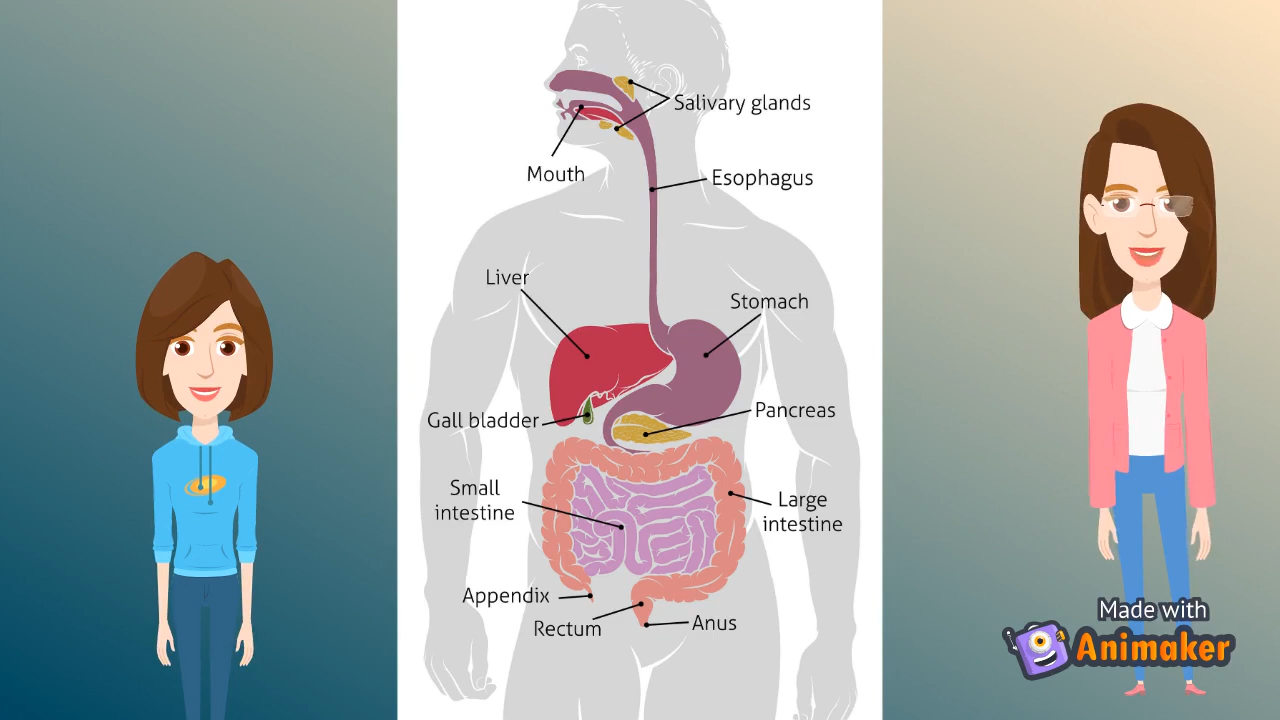 Salivary glands
Mouth
Esophagus
Liver
Stomach
Gall bladder
Pancreas
Small
intestine
Large
intestine
Appendix
Rectum
Anus
Made with
Animaker